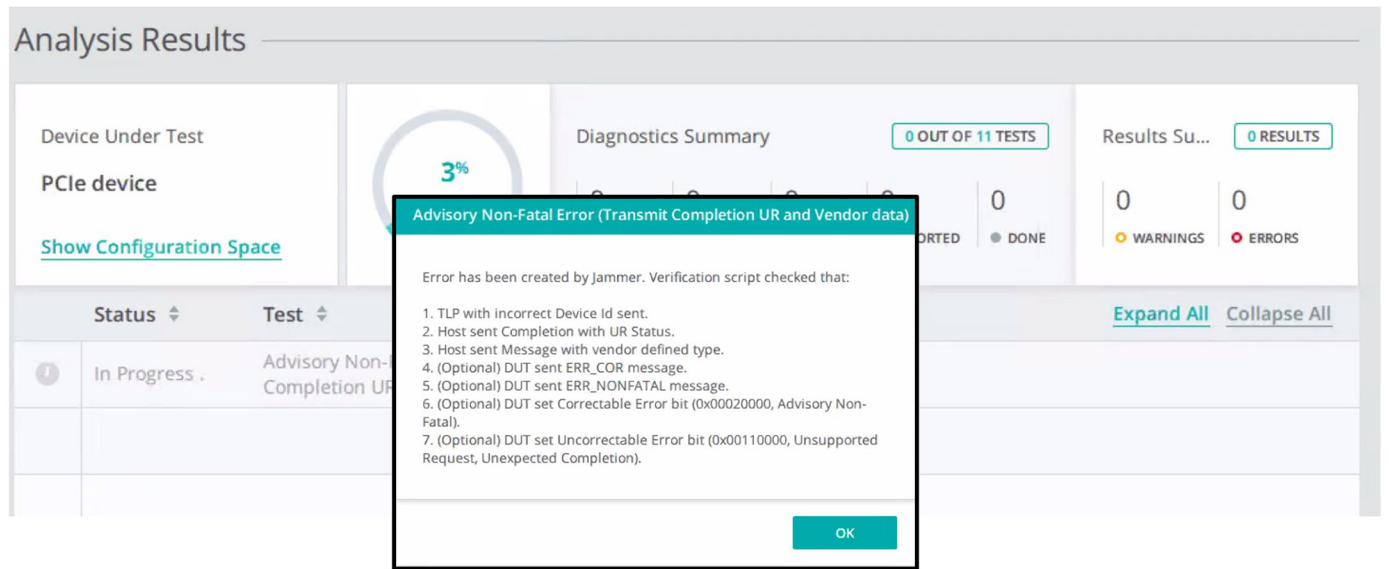 Analysis Results
Device Under Test
PCIe device
Show Configuration Space
3%
Diagnostics Summary
0 OUT OF 11 TESTS
0
DONE
Results Su...
0 RESULTS
0
0
WARNINGS
ERRORS
Status
Test
Expand All
Collapse All
In Progress .
Advisory Non-
Completion UR
Advisory Non-Fatal Error (Transmit Completion UR and Vendor data)
Error has been created by Jammer. Verification script checked that:
1. TLP with incorrect Device Id sent.
2. Host sent Completion with UR Status.
3. Host sent Message with vendor defined type.
4. (Optional) DUT sent ERR_COR message.
5. (Optional) DUT sent ERR_NONFATAL message.
6. (Optional) DUT set Correctable Error bit (0x00020000, Advisory Non-
Fatal).
7. (Optional) DUT set Uncorrectable Error bit (0x00110000, Unsupported
Request, Unexpected Completion).
OK